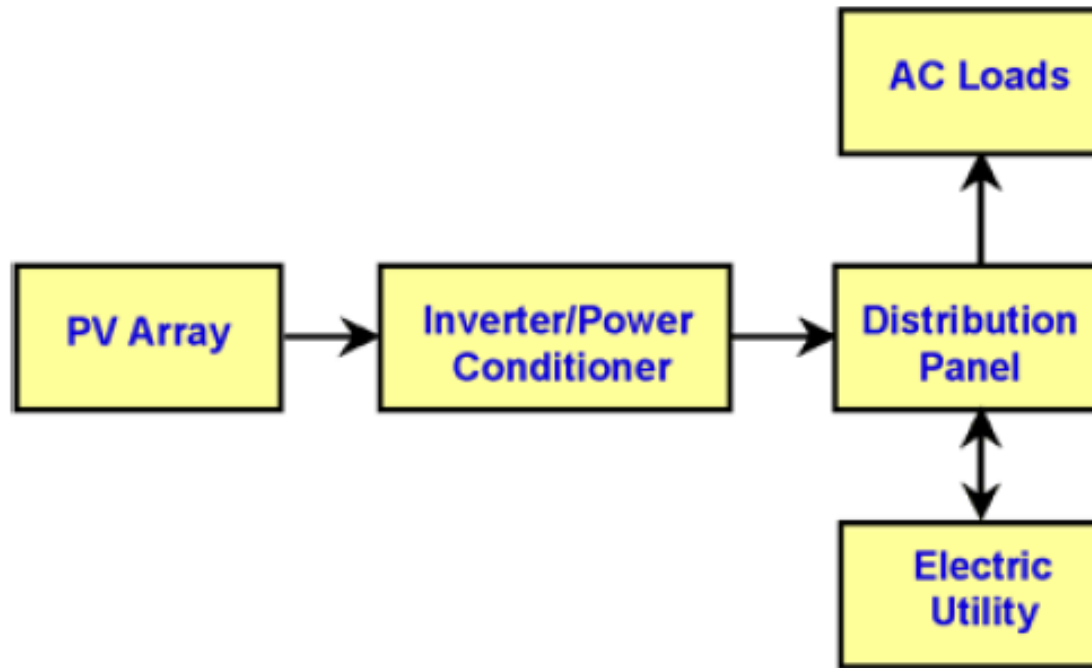 AC Loads
PV Array
Inverter/Power
Conditioner
Distribution
Panel
Electric
Utility